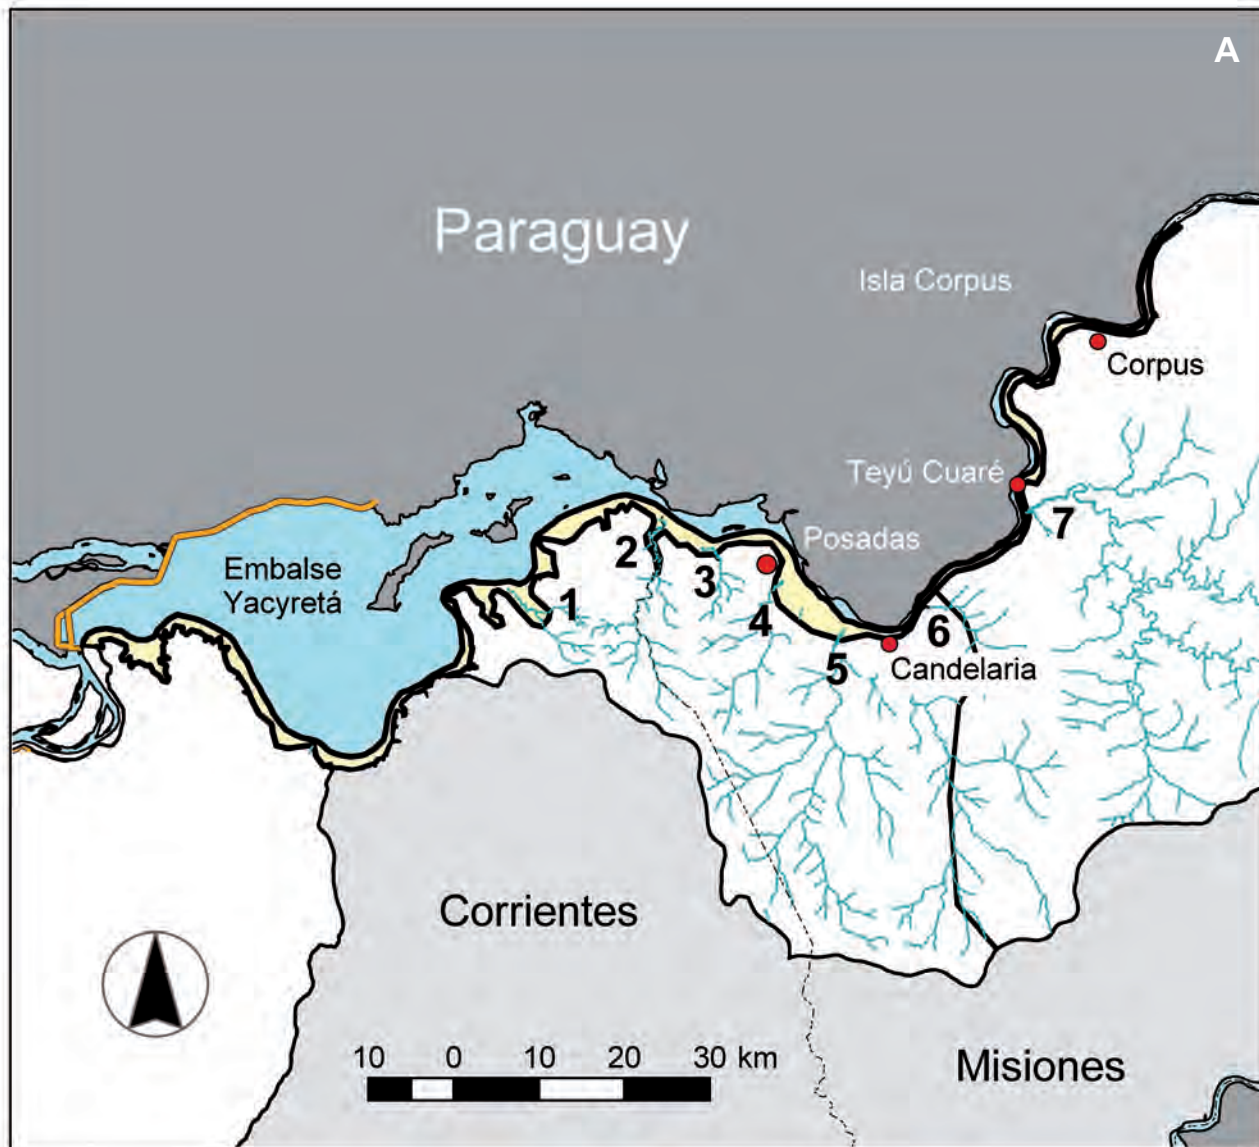 A
Paraguay
Isla Corpus
Corpus
Teyú Cuaré
7
Posadas
Embalse
Yacyretá
1
2
3
4
5
6
Candelaria
Corrientes
10 0 10 20 30 km
Misiones